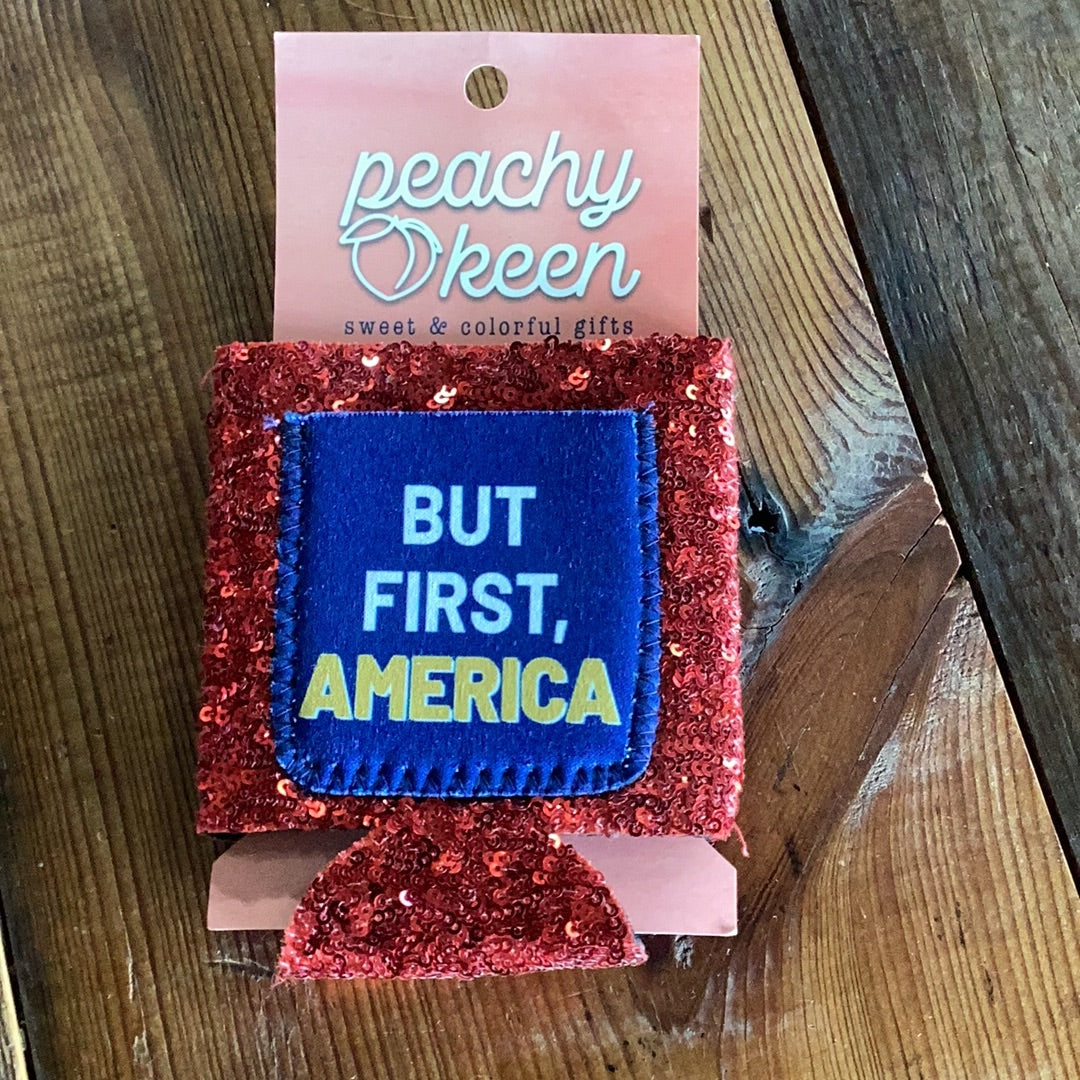 peachy
keen
sweet & colorful gifts
BUT
FIRST,
AMERICA